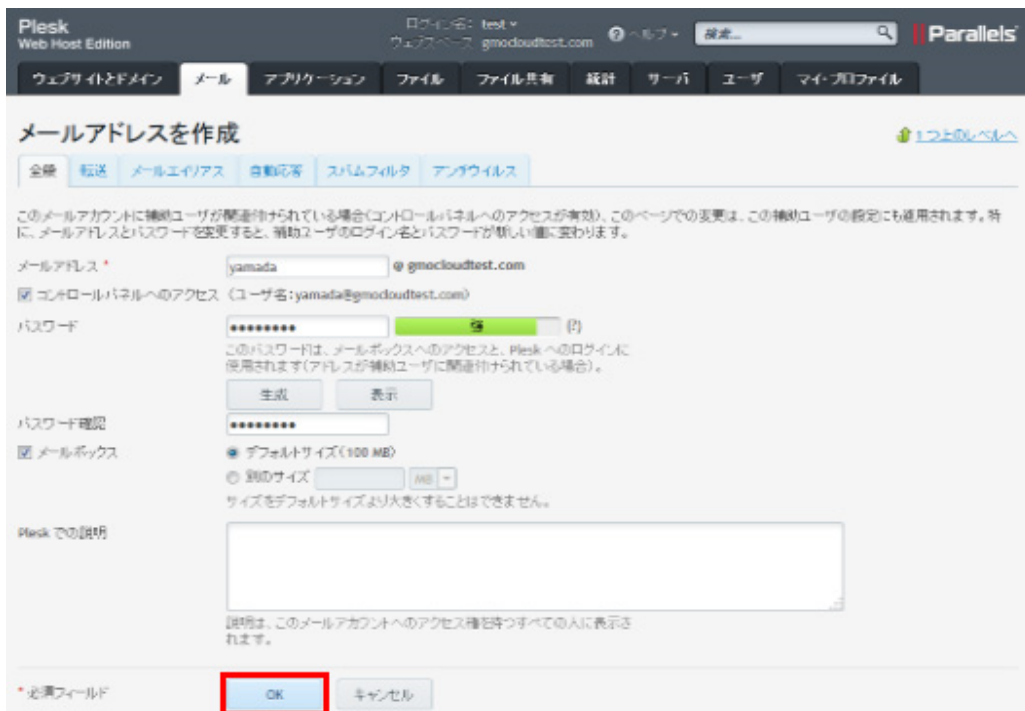 Plesk
Web Host Edition
ログイン名: test
ウェブスペース gmocloudtest.com
ヘルプ
検索...
Parallels
ウェブサイトとドメイン メール アプリケーション ファイル ファイル共有 統計 サーバ ユーザ マイ・プロファイル
メールアドレスを作成
1つ上のレベルへ
全般 転送 メールエイリアス 自動応答 スパムフィルタ アンチウイルス
このメールアカウントに補助ユーザが関連付けられている場合(コントロールパネルへのアクセスが有効)、このページでの変更は、この補助ユーザの設定にも適用されます。特
に、メールアドレスとパスワードを変更すると、補助ユーザのログイン名とパスワードが新しい値に変わります。
メールアドレス * yamada @ gmocloudtest.com
コントロールパネルへのアクセス (ユーザ名:yamada@gmocloudtest.com)
パスワード •••••••• 強 (?)
このパスワードは、メールボックスへのアクセスと、Plesk へのログインに
使用されます(アドレスが補助ユーザに関連付けられている場合)。
生成 表示
パスワード確認 ••••••••
メールボックス デフォルトサイズ(100 MB)
別のサイズ MB
サイズをデフォルトサイズより大きくすることはできません。
Plesk での説明
説明は、このメールアカウントへのアクセス権を持つすべての人に表示さ
れます。
* 必須フィールド OK キャンセル